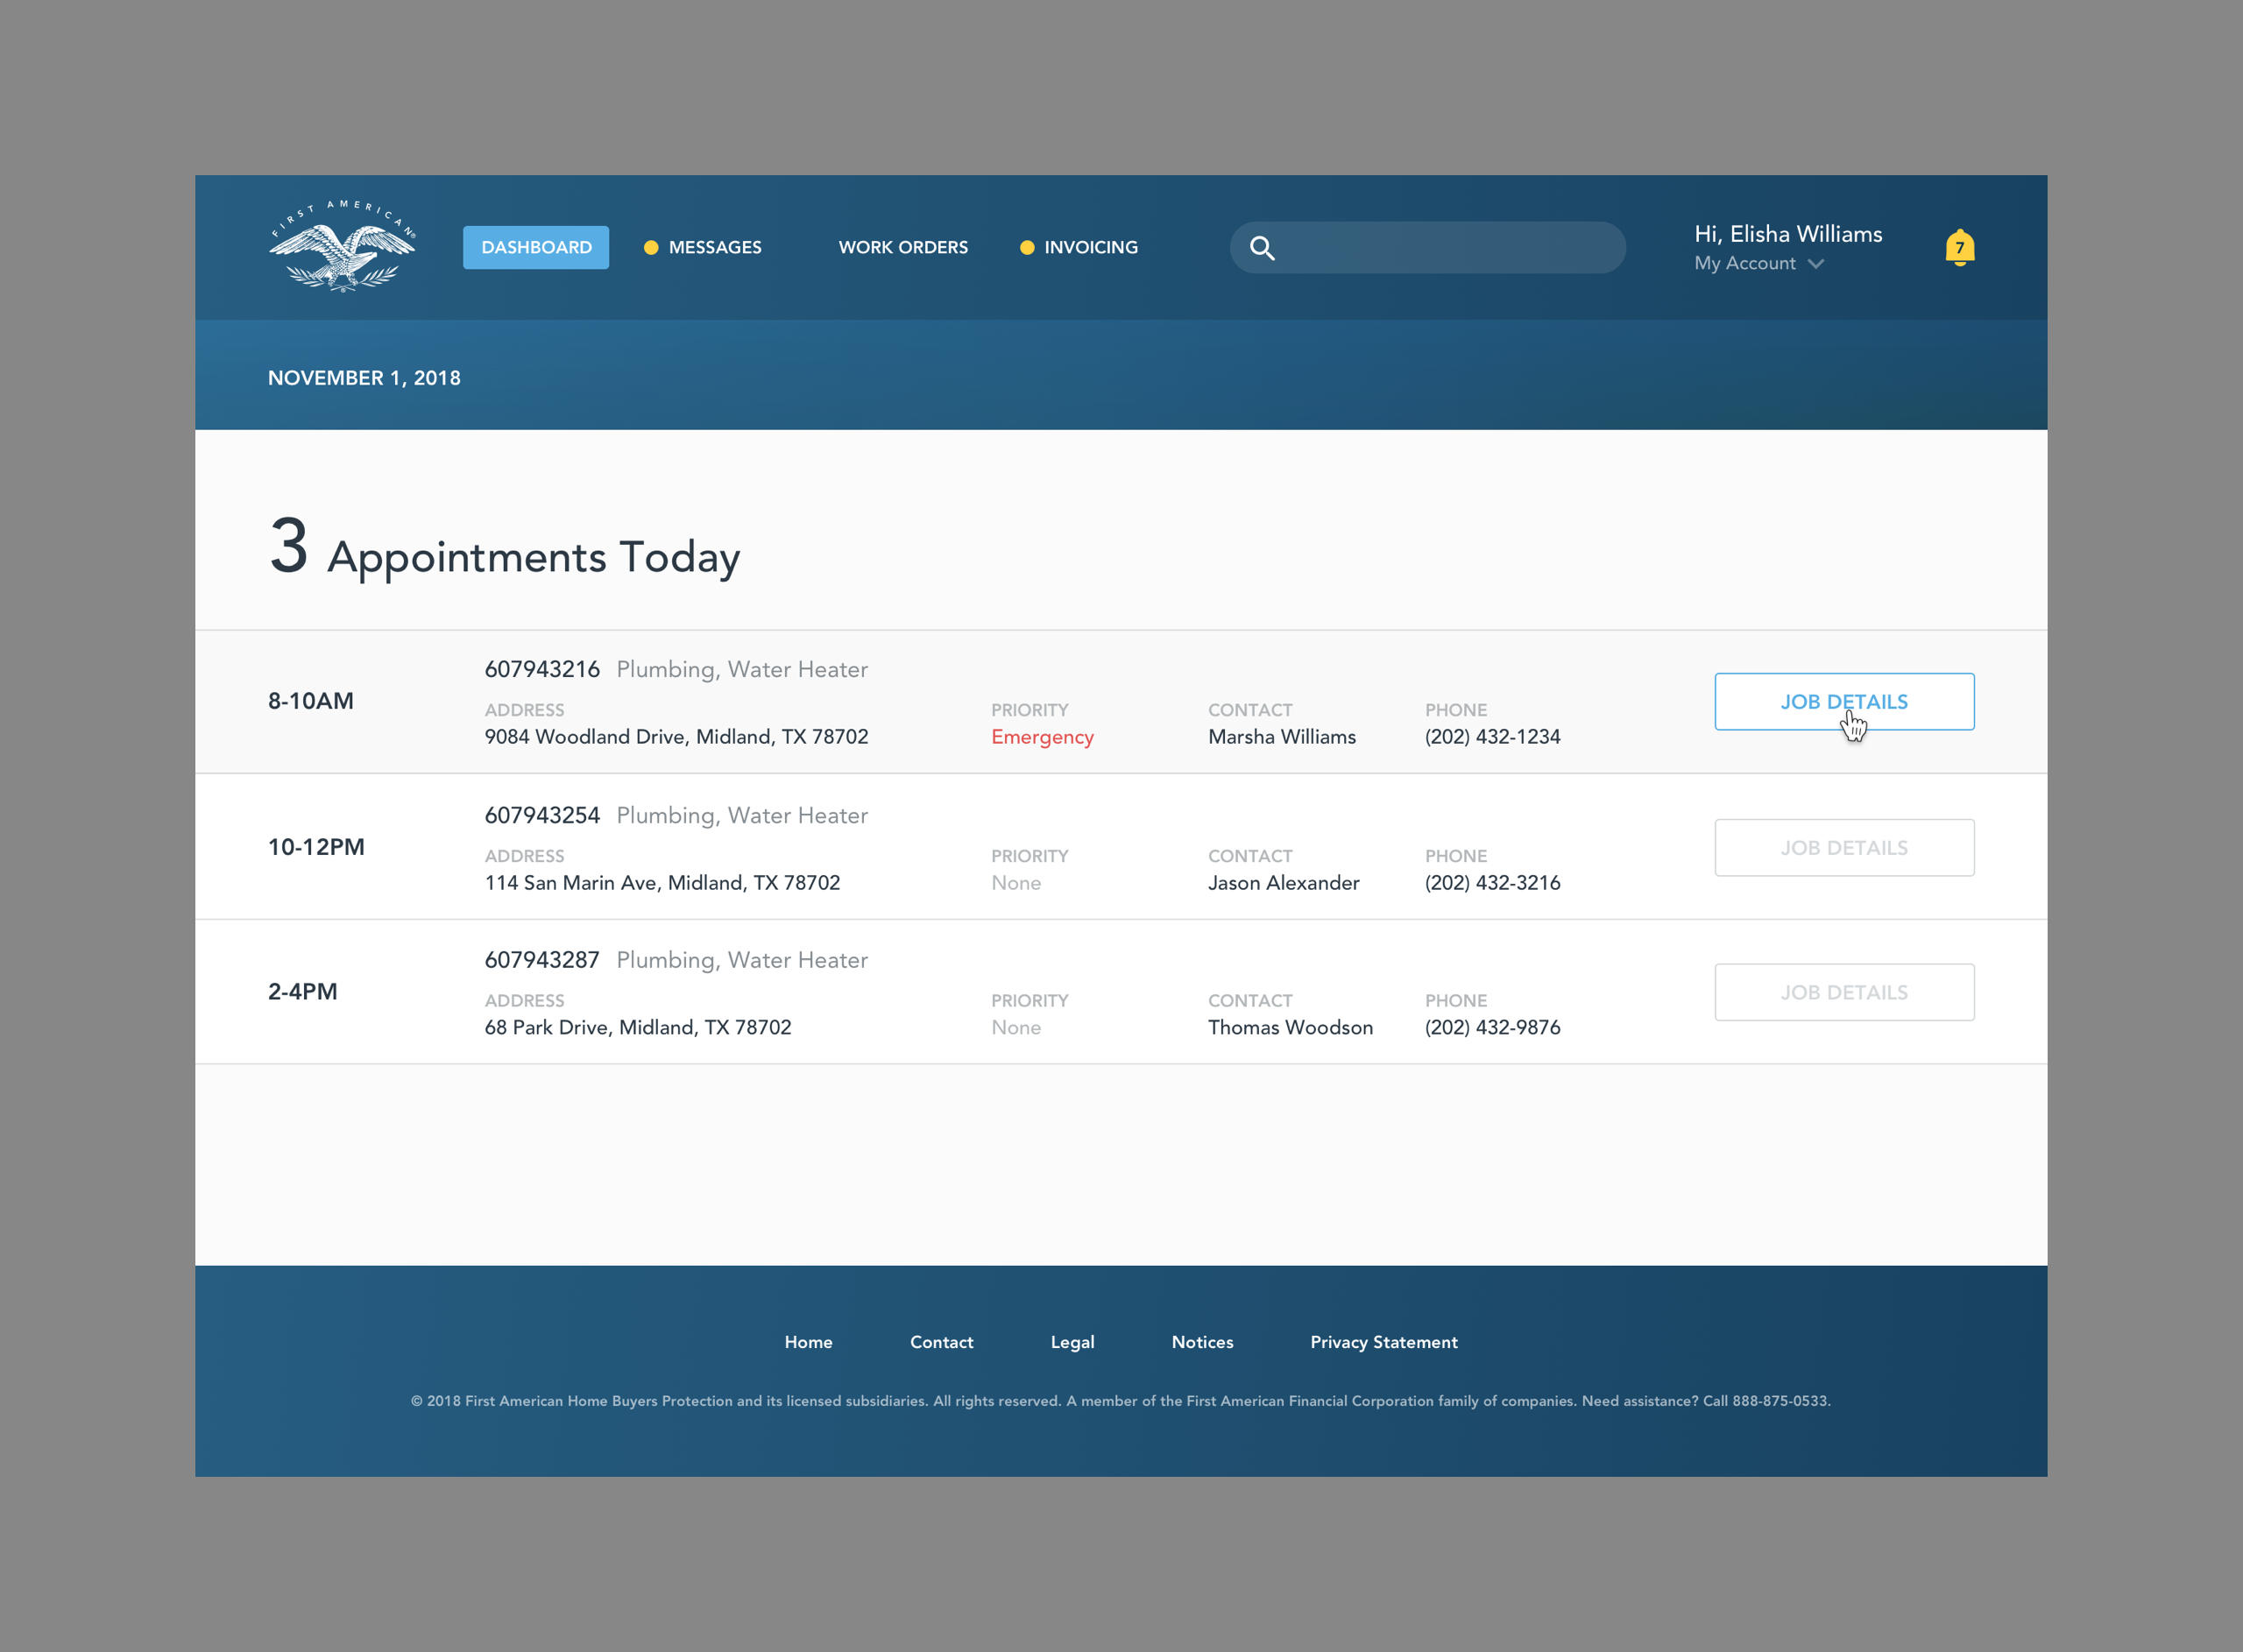 FIRST AMERICAN®
DASHBOARD
MESSAGES
WORK ORDERS
INVOICING
Hi, Elisha Williams
My Account
7
NOVEMBER 1, 2018
3 Appointments Today
8-10AM
607943216 Plumbing, Water Heater
ADDRESS PRIORITY CONTACT PHONE
9084 Woodland Drive, Midland, TX 78702 Emergency Marsha Williams (202) 432-1234
JOB DETAILS
10-12PM
607943254 Plumbing, Water Heater
ADDRESS PRIORITY CONTACT PHONE
114 San Marin Ave, Midland, TX 78702 None Jason Alexander (202) 432-3216
JOB DETAILS
2-4PM
607943287 Plumbing, Water Heater
ADDRESS PRIORITY CONTACT PHONE
68 Park Drive, Midland, TX 78702 None Thomas Woodson (202) 432-9876
JOB DETAILS
Home Contact Legal Notices Privacy Statement
© 2018 First American Home Buyers Protection and its licensed subsidiaries. All rights reserved. A member of the First American Financial Corporation family of companies. Need assistance? Call 888-875-0533.